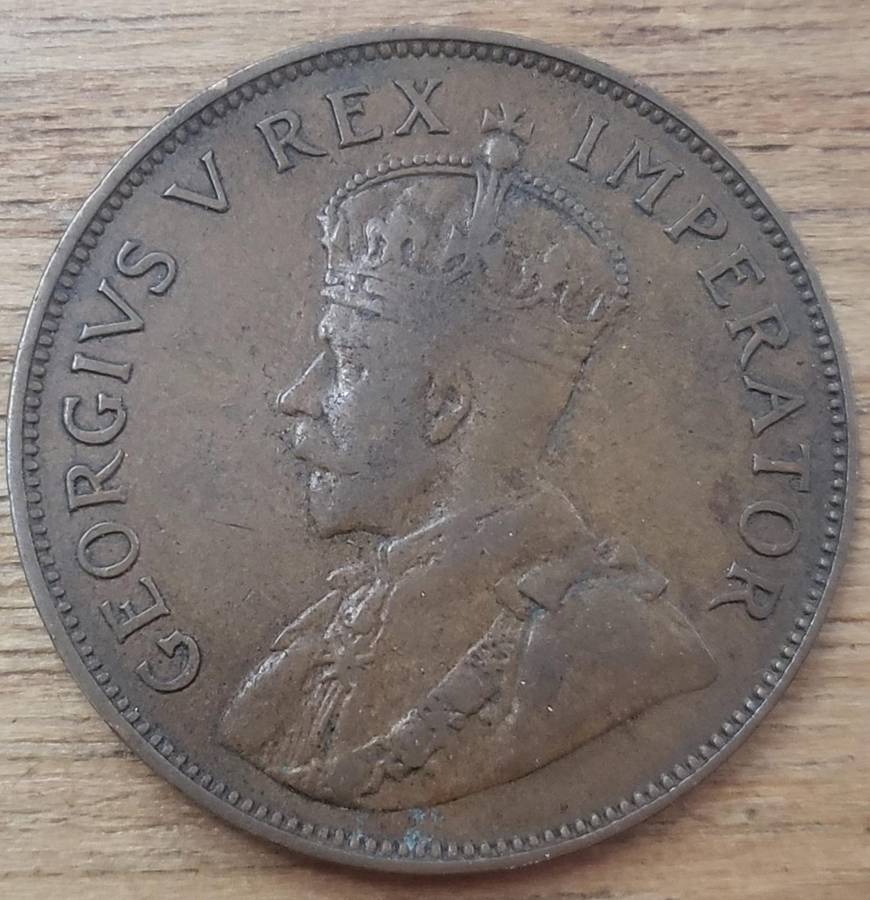 GEORGIVS V REX IMPERATOR